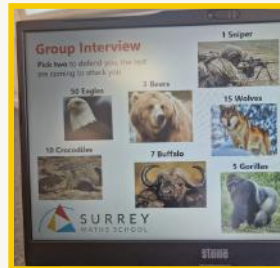 1 Sniper
Group Interview
Pick two to defend you, the rest
are coming to attack you
50 Eagles
3 Bears
15 Wolves
10 Crocodiles
7 Buffalo
5 Gorillas
SURREY
MATHS SCHOOL
stone